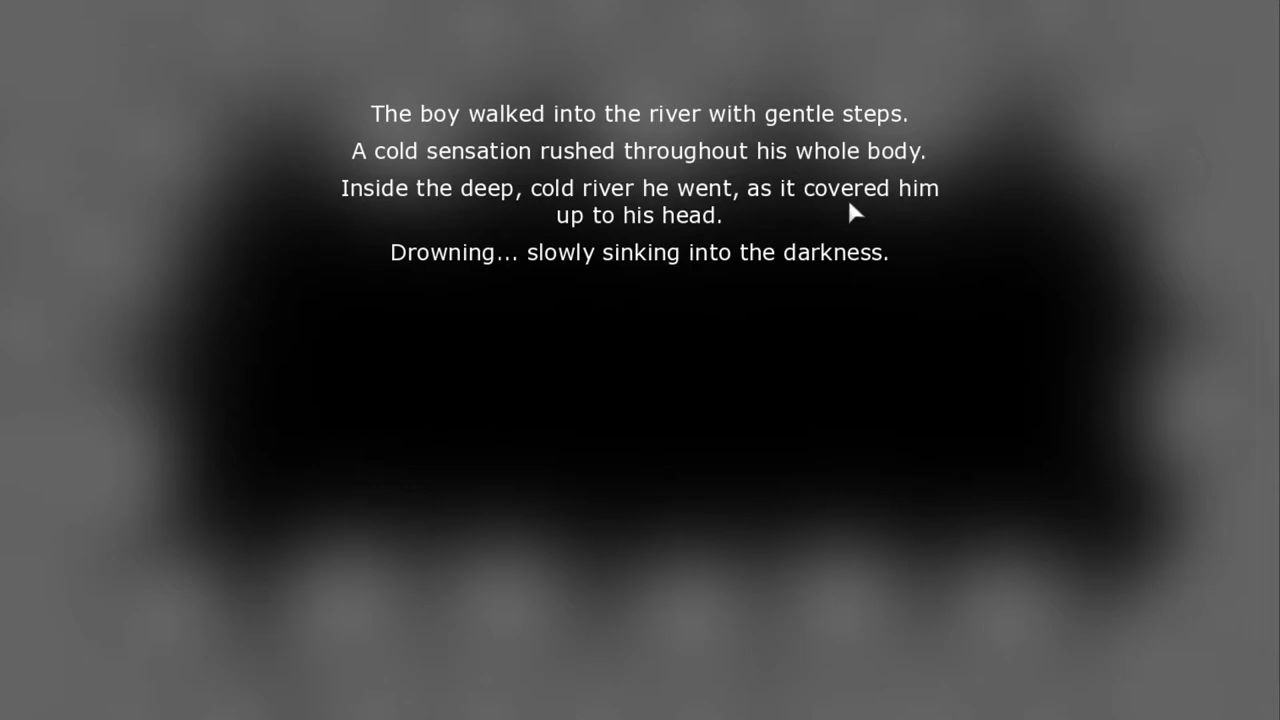 The boy walked into the river with gentle steps.
A cold sensation rushed throughout his whole body.
Inside the deep, cold river he went, as it covered him
up to his head.
Drowning... slowly sinking into the darkness.